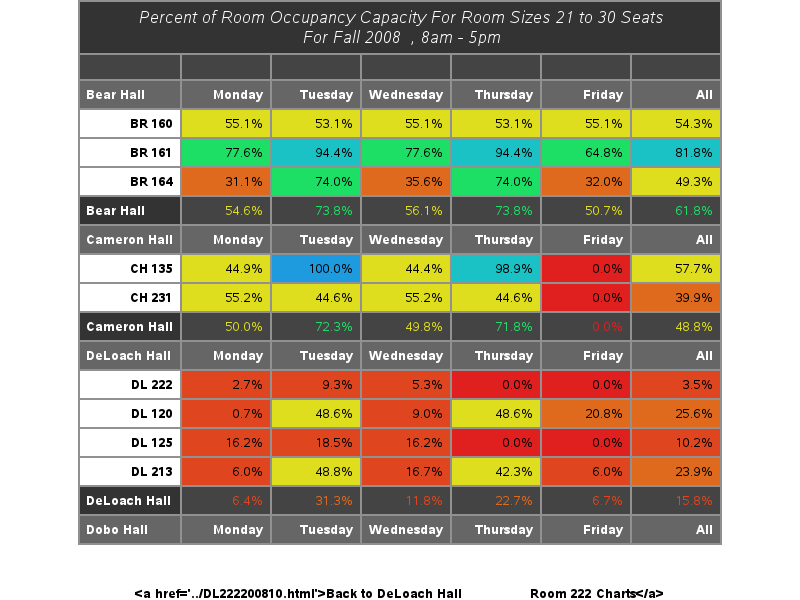 Percent of Room Occupancy Capacity For Room Sizes 21 to 30 Seats
For Fall 2008 , 8am - 5pm
Bear Hall Monday Tuesday Wednesday Thursday Friday All
BR 160 55.1% 53.1% 55.1% 53.1% 55.1% 54.3%
BR 161 77.6% 94.4% 77.6% 94.4% 64.8% 81.8%
BR 164 31.1% 74.0% 35.6% 74.0% 32.0% 49.3%
Bear Hall 54.6% 73.8% 56.1% 73.8% 50.7% 61.8%
Cameron Hall Monday Tuesday Wednesday Thursday Friday All
CH 135 44.9% 100.0% 44.4% 98.9% 0.0% 57.7%
CH 231 55.2% 44.6% 55.2% 44.6% 0.0% 39.9%
Cameron Hall 50.0% 72.3% 49.8% 71.8% 0.0% 48.8%
DeLoach Hall Monday Tuesday Wednesday Thursday Friday All
DL 222 2.7% 9.3% 5.3% 0.0% 0.0% 3.5%
DL 120 0.7% 48.6% 9.0% 48.6% 20.8% 25.6%
DL 125 16.2% 18.5% 16.2% 0.0% 0.0% 10.2%
DL 213 6.0% 48.8% 16.7% 42.3% 6.0% 23.9%
DeLoach Hall 6.4% 31.3% 11.8% 22.7% 6.7% 15.8%
Dobo Hall Monday Tuesday Wednesday Thursday Friday All
<a href='../DL222200810.html'>Back to DeLoach Hall Room 222 Charts</a>